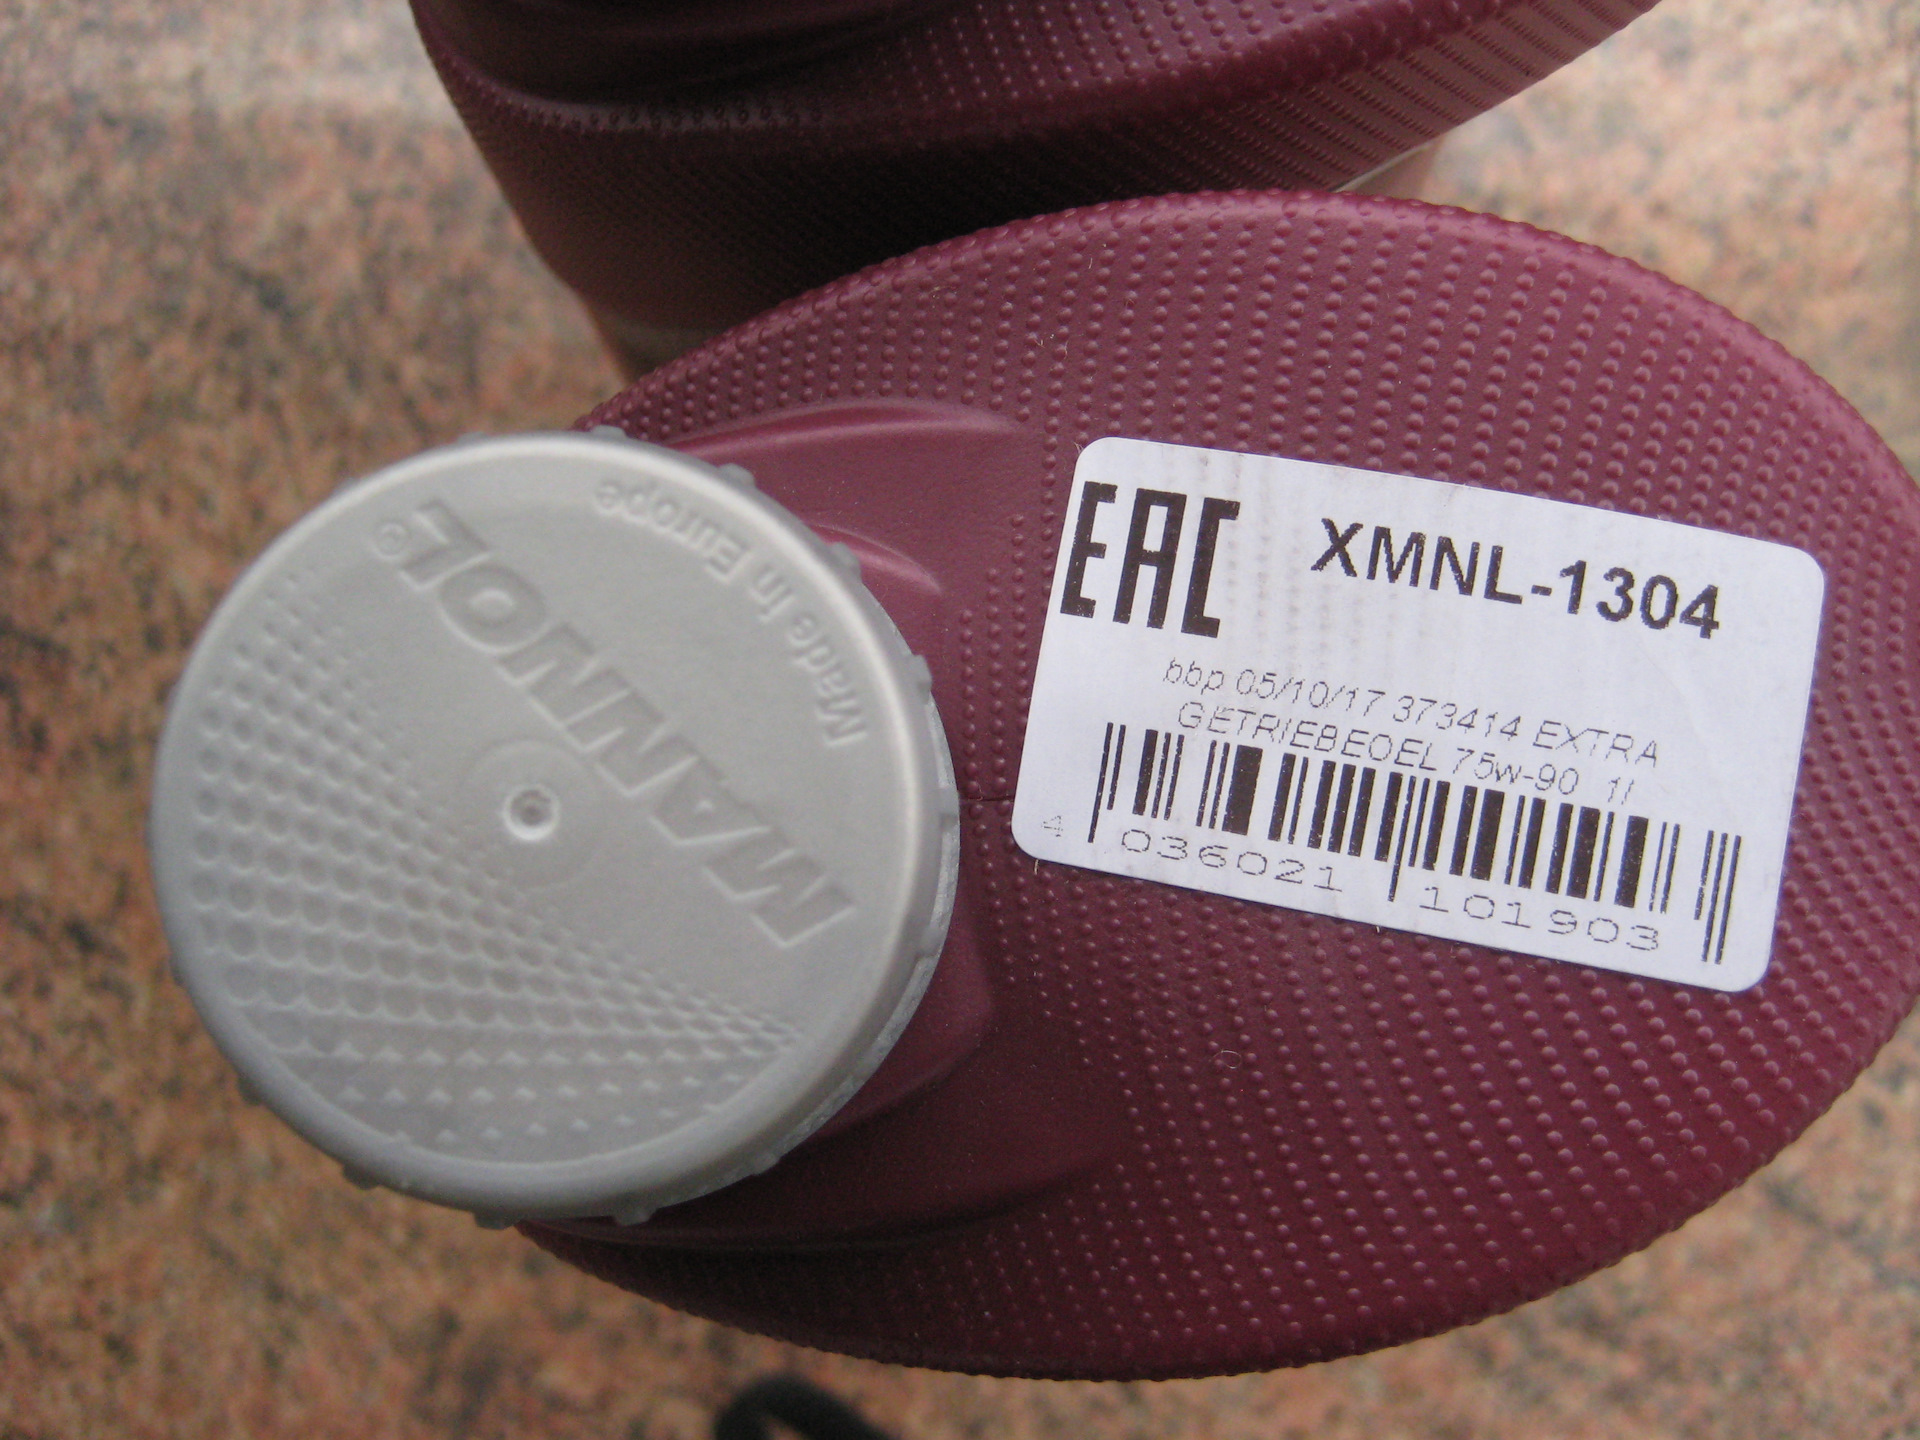 MANNOL®
Made in Europe
EAC XMNL-1304
bbp 05/10/17 373414 EXTRA
GETRIEBEOEL 75w-90 1l
4 036021 101903